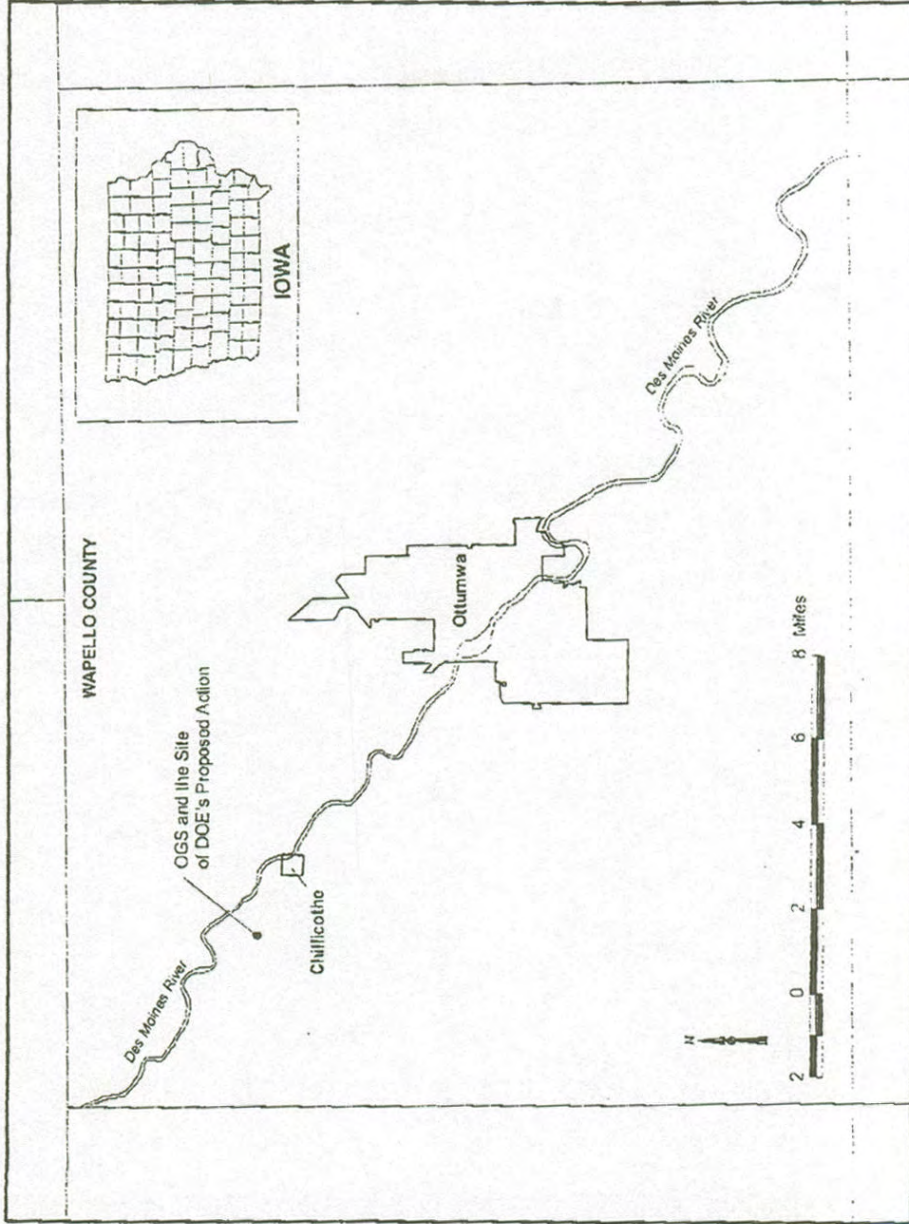 WAPELLO COUNTY
IOWA
Des Moines River
OGS and the Site
of DOE's Proposed Action
Chillicothe
Ottumwa
Des Moines River
N
2 0 2 4 6 8 Miles